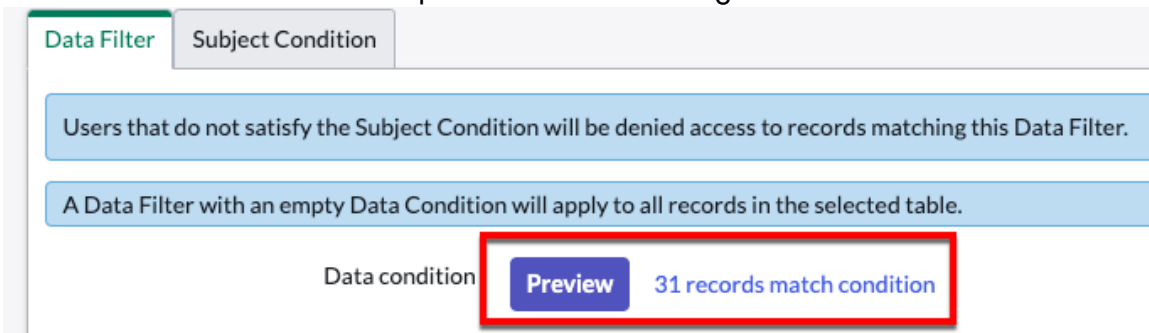 Data Filter Subject Condition
Users that do not satisfy the Subject Condition will be denied access to records matching this Data Filter.
A Data Filter with an empty Data Condition will apply to all records in the selected table.
Data condition Preview 31 records match condition